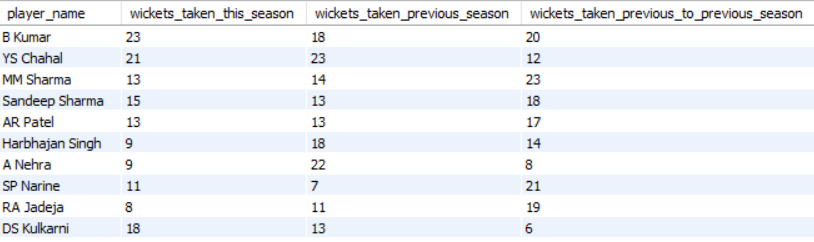 player_name wickets_taken_this_season wickets_taken_previous_season wickets_taken_previous_to_previous_season
B Kumar 23 18 20
YS Chahal 21 23 12
MM Sharma 13 14 23
Sandeep Sharma 15 13 18
AR Patel 13 13 17
Harbhajan Singh 9 18 14
A Nehra 9 22 8
SP Narine 11 7 21
RA Jadeja 8 11 19
DS Kulkarni 18 13 6